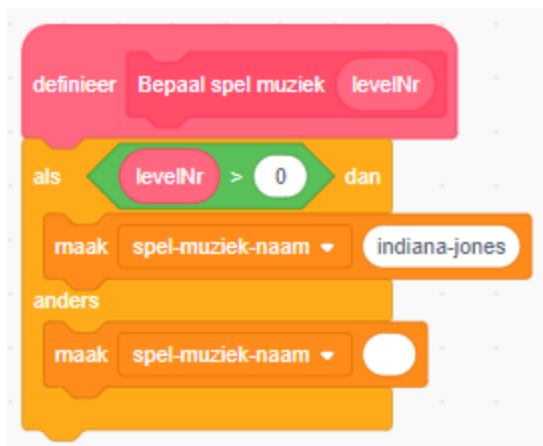 definieer Bepaal spel muziek levelNr
als levelNr > 0 dan
maak spel-muziek-naam indiana-jones
anders
maak spel-muziek-naam